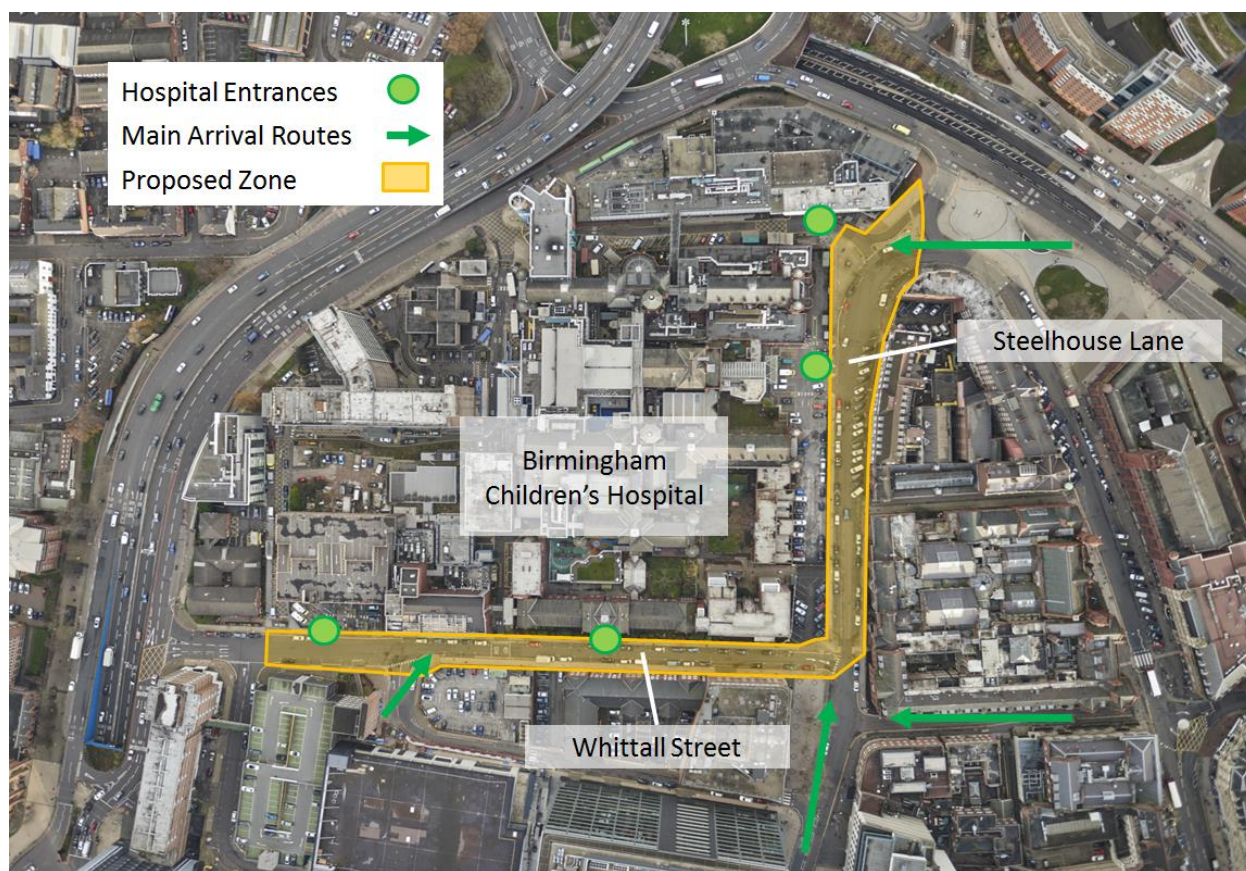 Hospital Entrances
Main Arrival Routes
Proposed Zone
Steelhouse Lane
Birmingham
Children's Hospital
Whittall Street